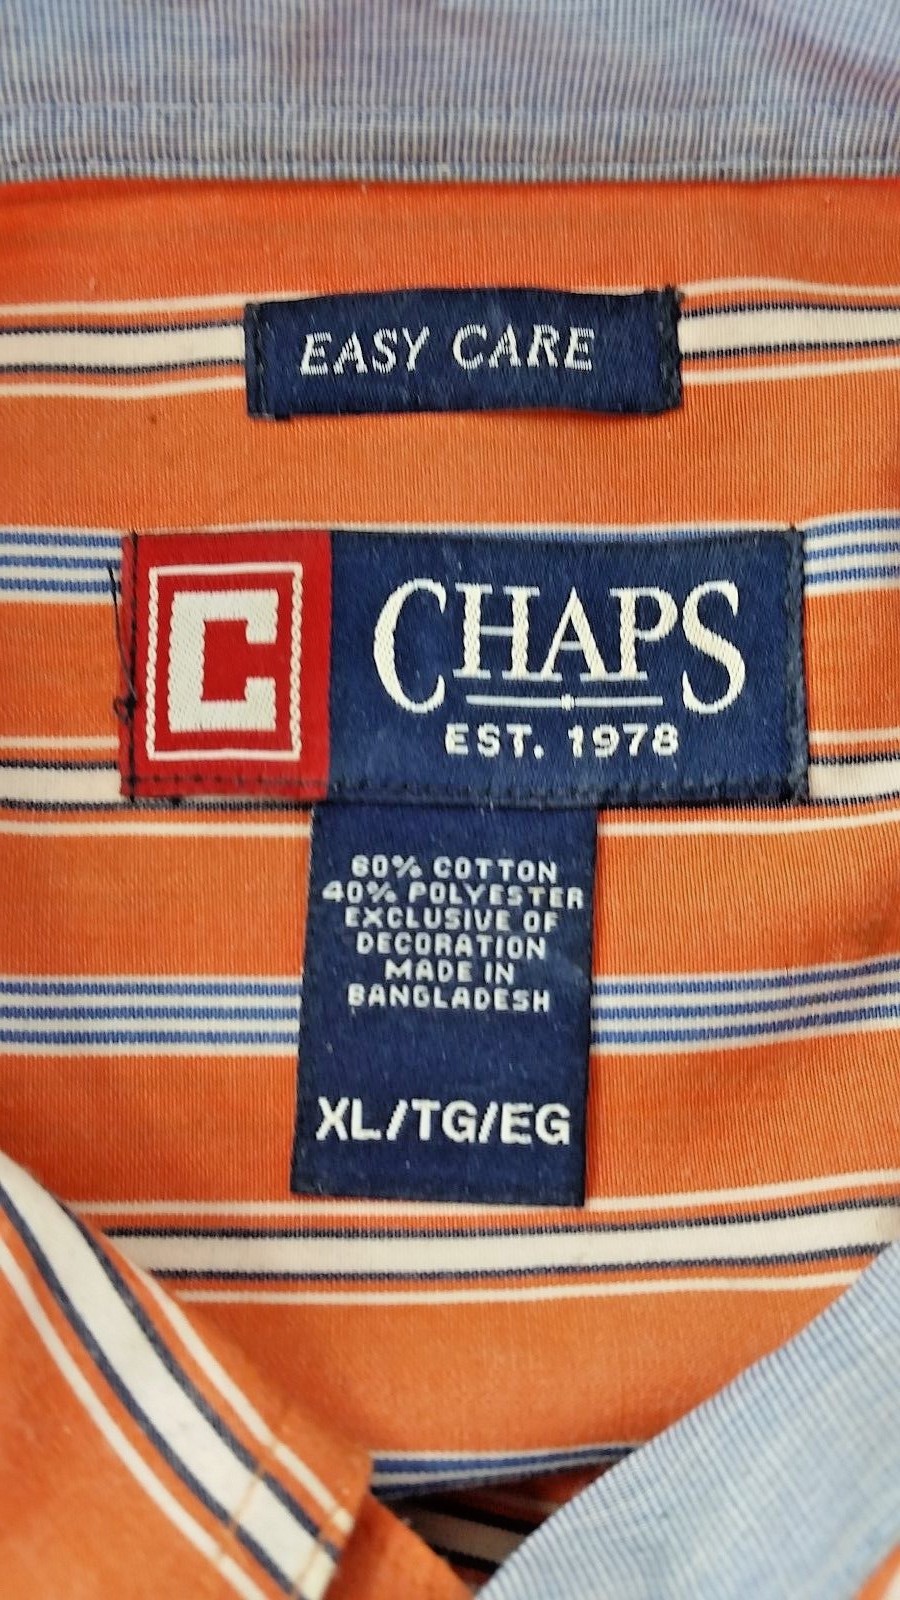 EASY CARE
C
CHAPS
EST. 1978
60% COTTON
40% POLYESTER
EXCLUSIVE OF
DECORATION
MADE IN
BANGLADESH
XL/TG/EG